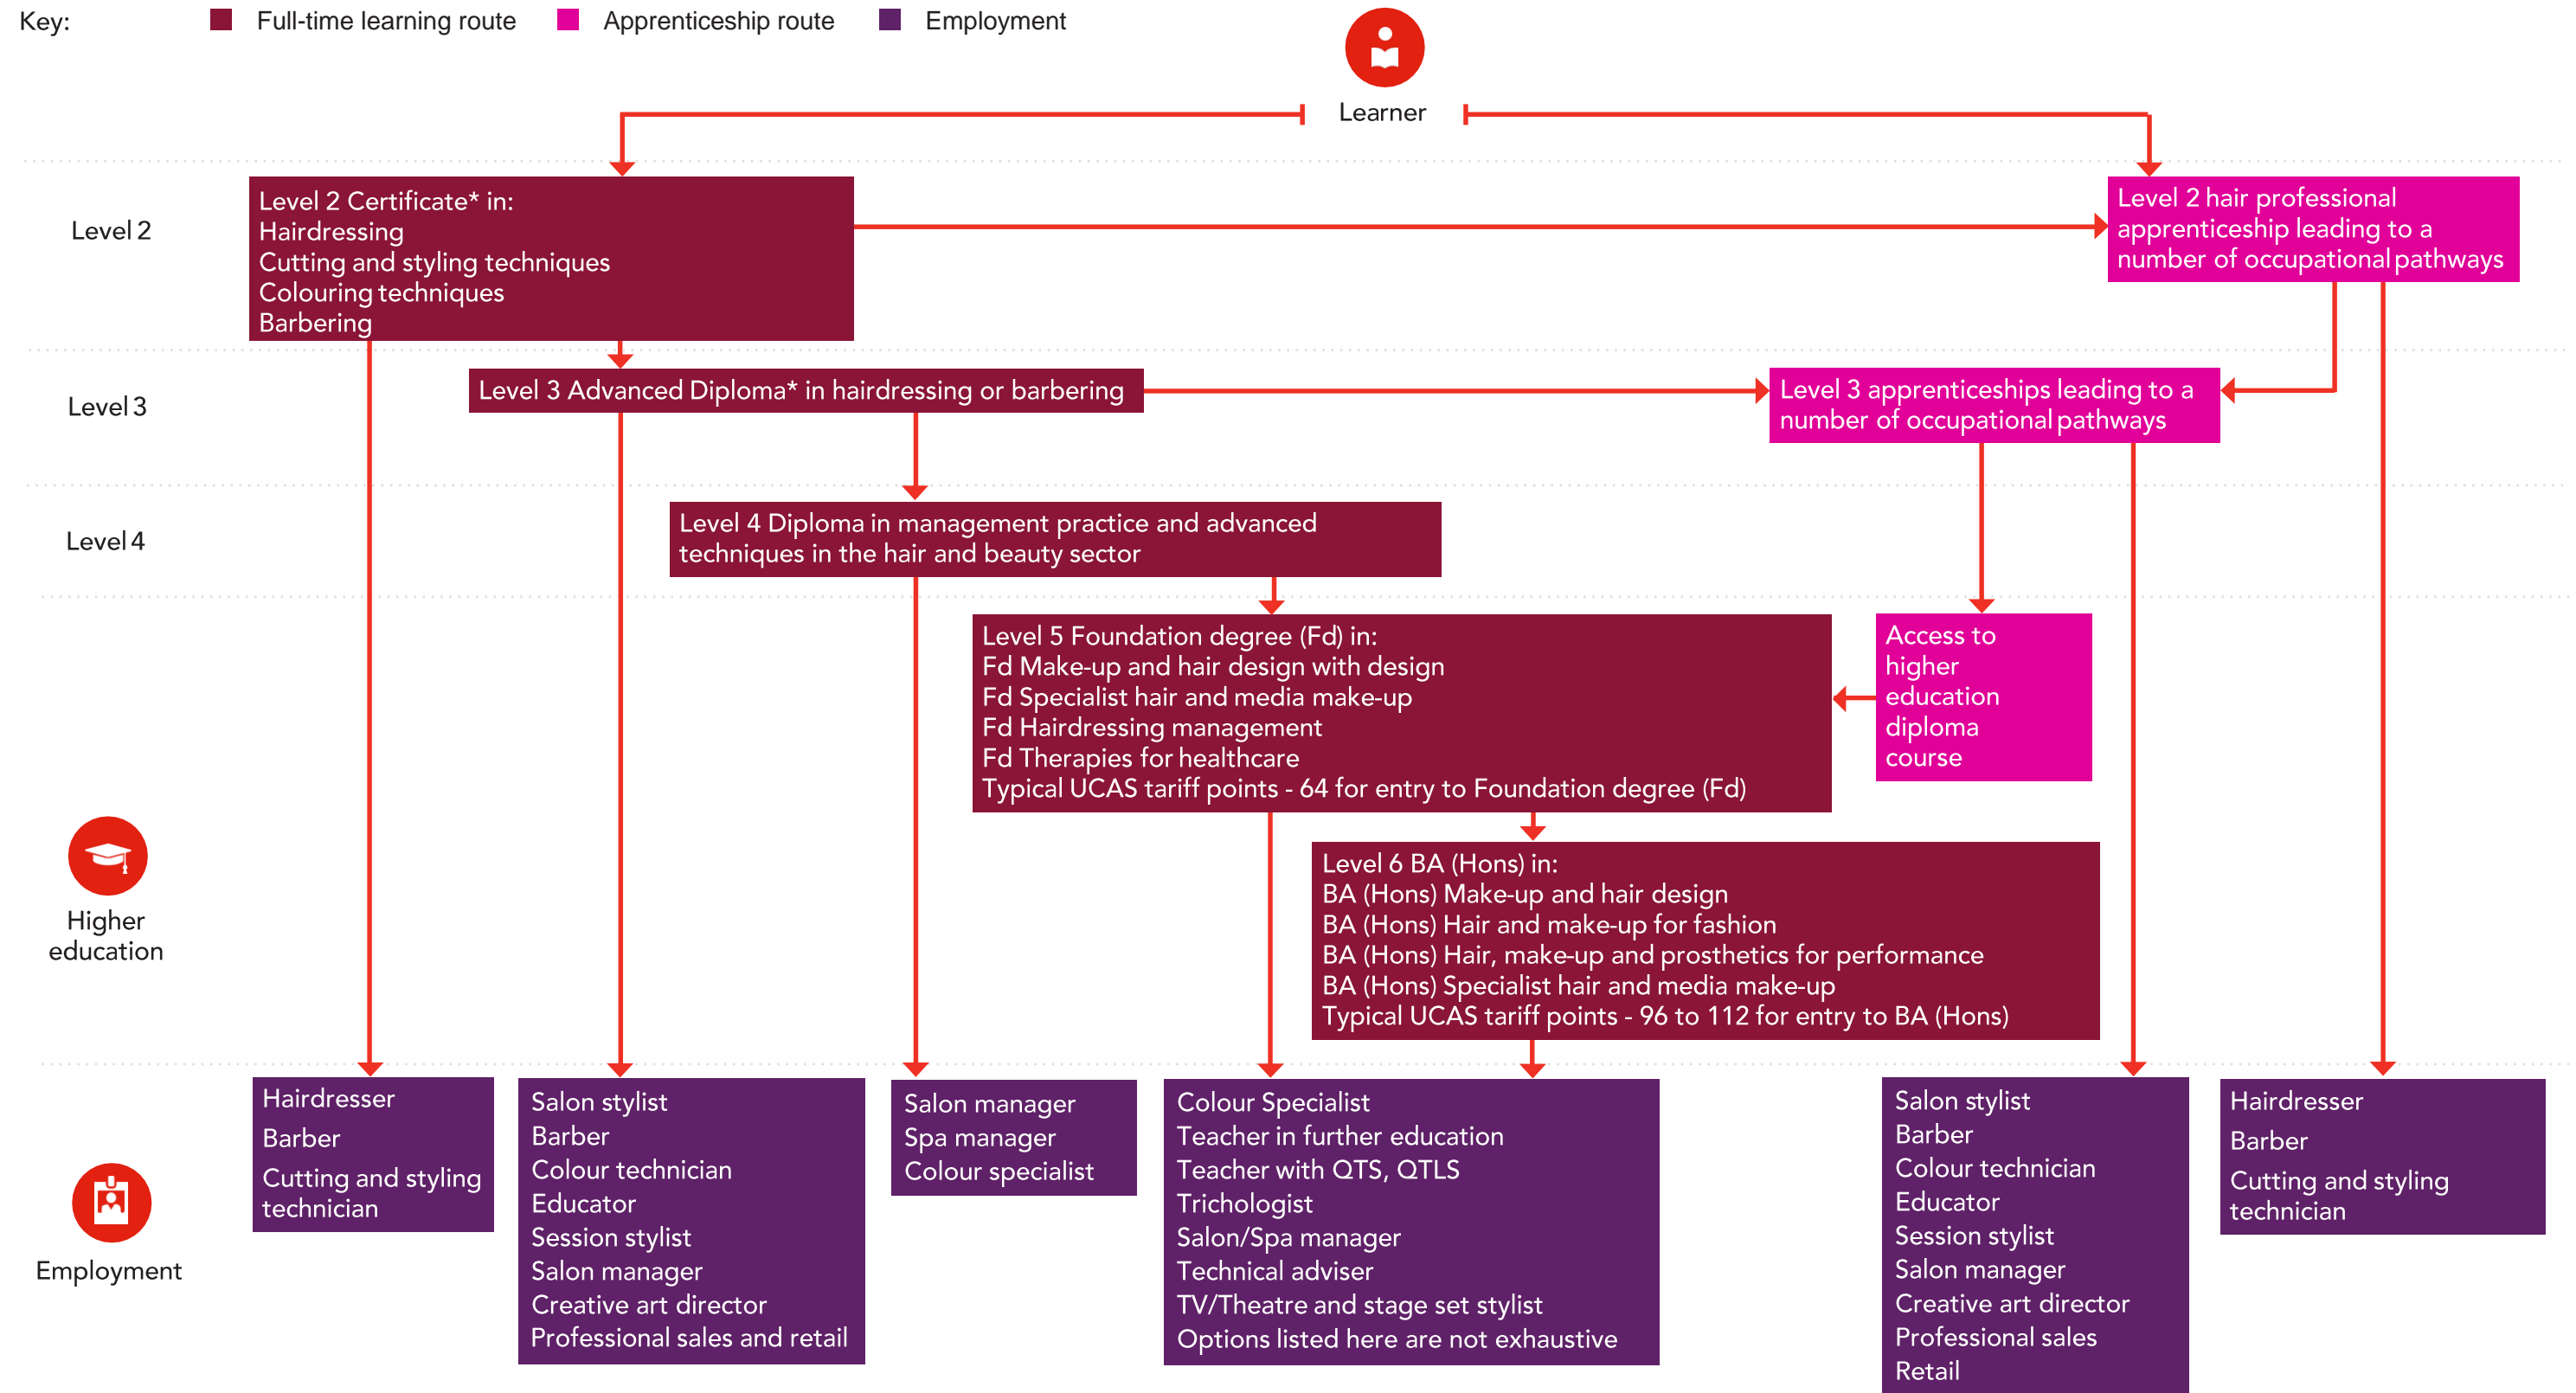 Key:
Full-time learning route
Apprenticeship route
Employment
Learner
Level 2
Level 2 Certificate* in:
Hairdressing
Cutting and styling techniques
Colouring techniques
Barbering
Level 2 hair professional
apprenticeship leading to a
number of occupational pathways
Level 3
Level 3 Advanced Diploma* in hairdressing or barbering
Level 3 apprenticeships leading to a
number of occupational pathways
Level 4
Level 4 Diploma in management practice and advanced
techniques in the hair and beauty sector
Level 5 Foundation degree (Fd) in:
Fd Make-up and hair design with design
Fd Specialist hair and media make-up
Fd Hairdressing management
Fd Therapies for healthcare
Typical UCAS tariff points - 64 for entry to Foundation degree (Fd)
Access to
higher
education
diploma
course
Higher
education
Level 6 BA (Hons) in:
BA (Hons) Make-up and hair design
BA (Hons) Hair and make-up for fashion
BA (Hons) Hair, make-up and prosthetics for performance
BA (Hons) Specialist hair and media make-up
Typical UCAS tariff points - 96 to 112 for entry to BA (Hons)
Employment
Hairdresser
Barber
Cutting and styling
technician
Salon stylist
Barber
Colour technician
Educator
Session stylist
Salon manager
Creative art director
Professional sales and retail
Salon manager
Spa manager
Colour specialist
Colour Specialist
Teacher in further education
Teacher with QTS, QTLS
Trichologist
Salon/Spa manager
Technical adviser
TV/Theatre and stage set stylist
Options listed here are not exhaustive
Salon stylist
Barber
Colour technician
Educator
Session stylist
Salon manager
Creative art director
Professional sales
Retail
Hairdresser
Barber
Cutting and styling
technician